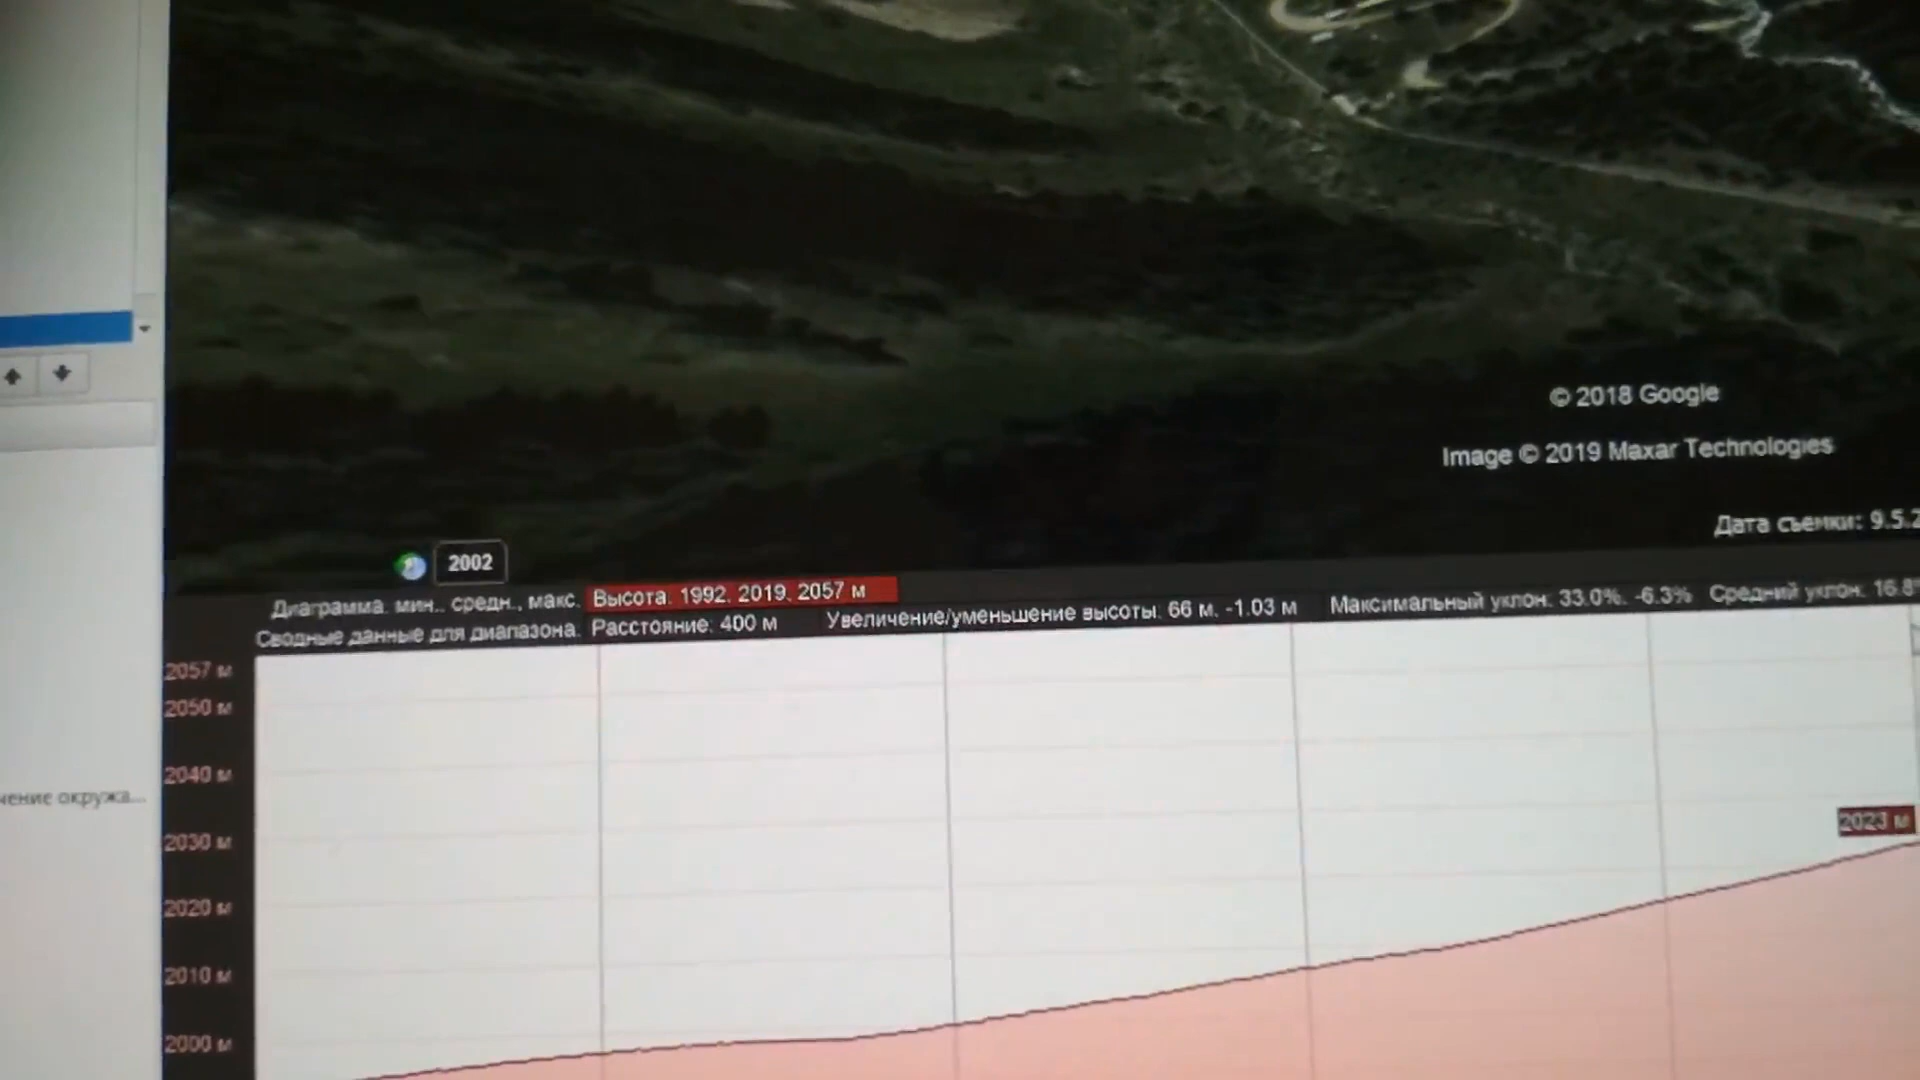 © 2018 Google
Image © 2019 Maxar Technologies
Дата съемки: 9.5.2
2002
Диаграмма: мин., средн., макс. Высота: 1992, 2019, 2057 м
Сводные данные для диапазона: Расстояние: 400 м Увеличение/уменьшение высоты: 66 м, -1.03 м Максимальный уклон: 33.0%, -6.3% Средний уклон: 16.8
2057 м
2050 м
2040 м
чение окружа...
2023 м
2030 м
2020 м
2010 м
2000 м